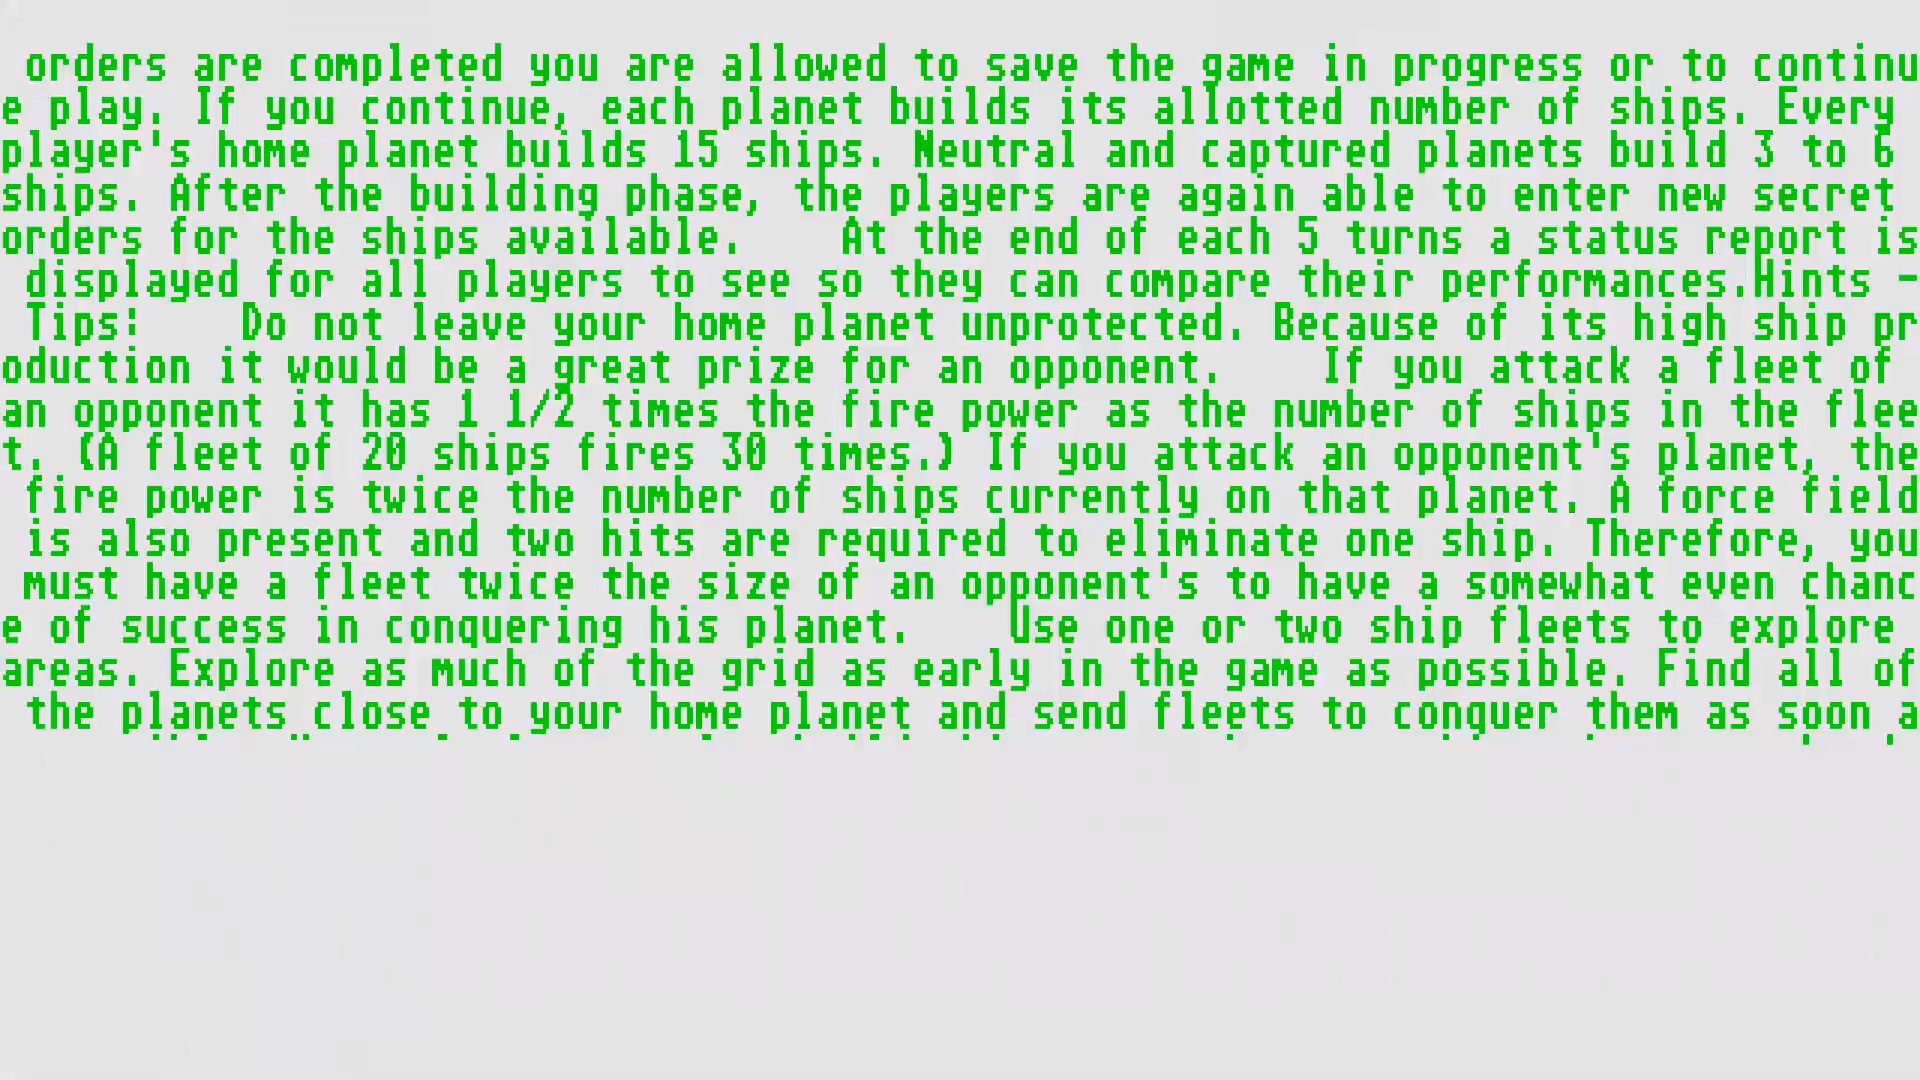 orders are completed you are allowed to save the game in progress or to continu
e play. If you continue, each planet builds its allotted number of ships. Every
player's home planet builds 15 ships. Neutral and captured planets build 3 to 6
ships. After the building phase, the players are again able to enter new secret
orders for the ships available.    At the end of each 5 turns a status report is
displayed for all players to see so they can compare their performances.Hints -
Tips:    Do not leave your home planet unprotected. Because of its high ship pr
oduction it would be a great prize for an opponent.    If you attack a fleet of
an opponent it has 1 1/2 times the fire power as the number of ships in the flee
t. (A fleet of 20 ships fires 30 times.) If you attack an opponent's planet, the
fire power is twice the number of ships currently on that planet. A force field
is also present and two hits are required to eliminate one ship. Therefore, you
must have a fleet twice the size of an opponent's to have a somewhat even chanc
e of success in conquering his planet.    Use one or two ship fleets to explore
areas. Explore as much of the grid as early in the game as possible. Find all of
the planets close to your home planet and send fleets to conquer them as soon a